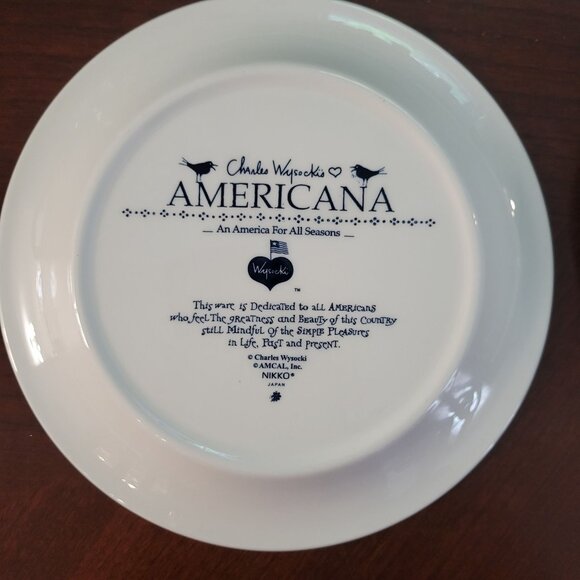 Charles Wysocki's ♡
AMERICANA
An America For All Seasons
Wysocki
™
This ware is Dedicated to all Americans
who feel The greatness and Beauty of this Country
still Mindful Of the Simple Pleasures
in Life, Past and present.
© Charles Wysocki
© AMCAL, Inc.
NIKKO®
JAPAN